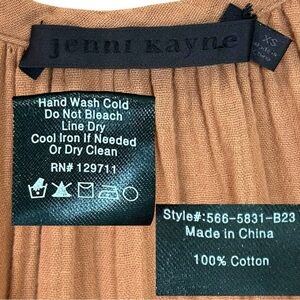 jenni kayne
XS
Hand Wash Cold
Do Not Bleach
Line Dry
Cool Iron If Needed
Or Dry Clean
RN# 129711
Style#:566-5831-B23
Made in China
100% Cotton